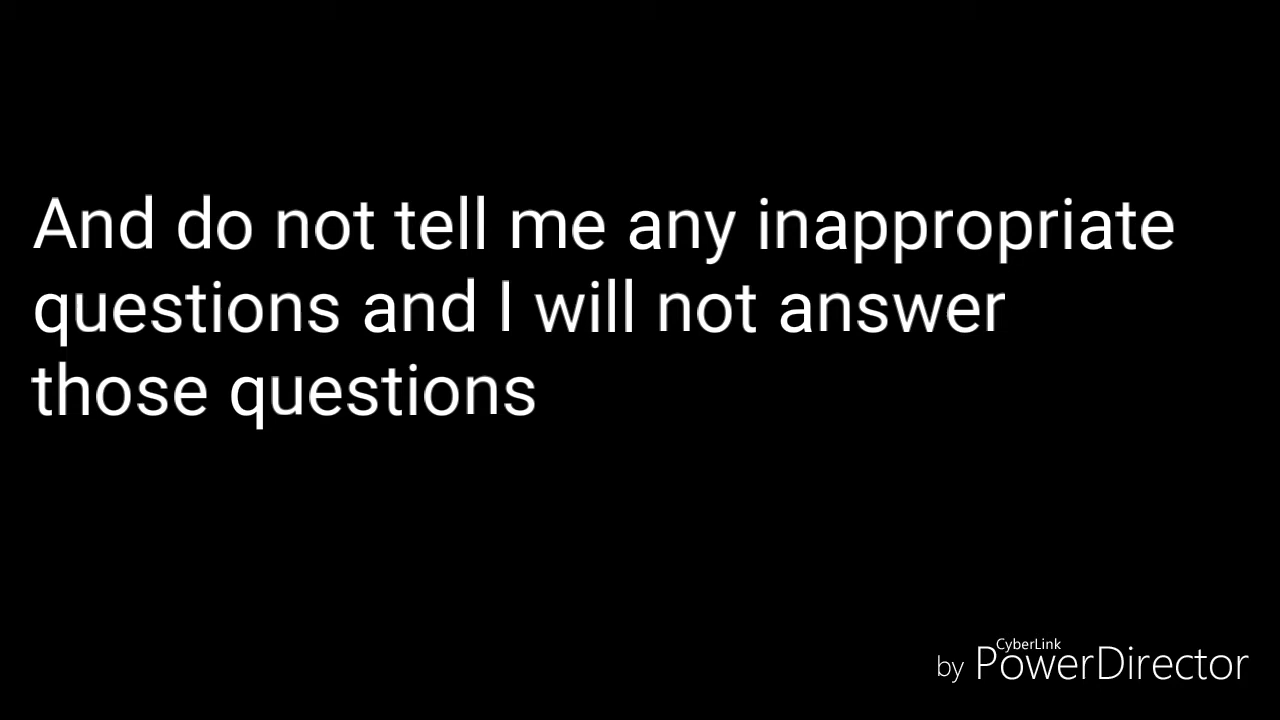 And do not tell me any inappropriate
questions and I will not answer
those questions
CyberLink
by PowerDirector